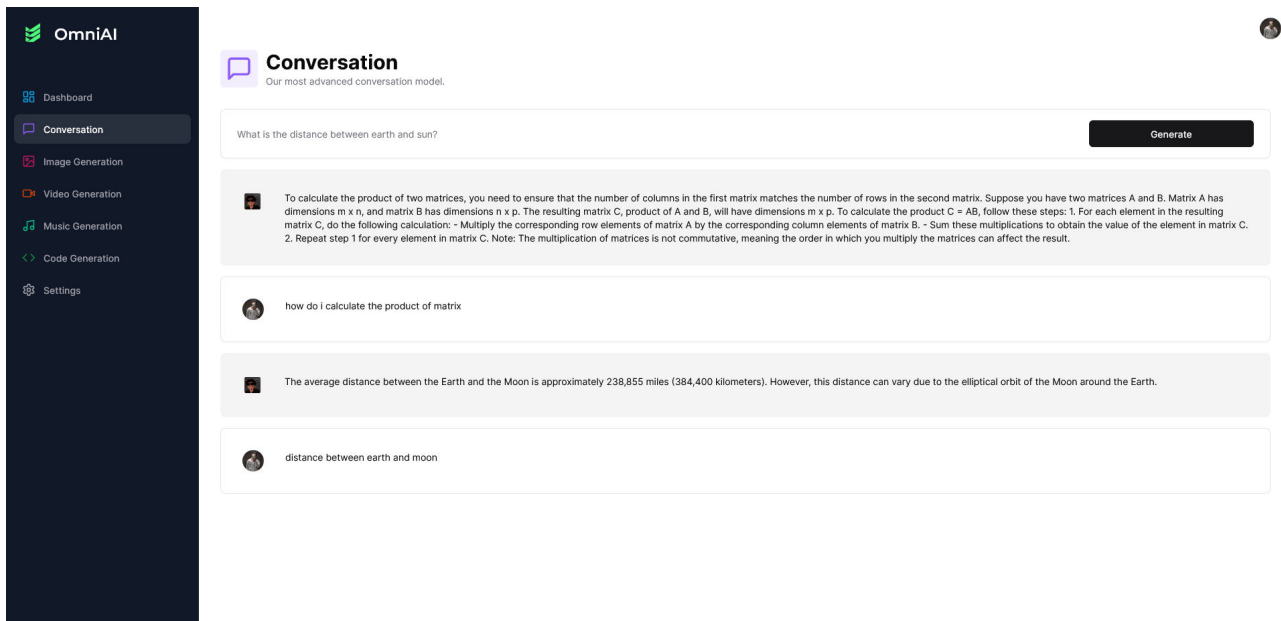 OmniAI
Dashboard
Conversation
Image Generation
Video Generation
Music Generation
Code Generation
Settings
Conversation
Our most advanced conversation model.
What is the distance between earth and sun?
Generate
To calculate the product of two matrices, you need to ensure that the number of columns in the first matrix matches the number of rows in the second matrix. Suppose you have two matrices A and B. Matrix A has
dimensions m x n, and matrix B has dimensions n x p. The resulting matrix C, product of A and B, will have dimensions m x p. To calculate the product C = AB, follow these steps: 1. For each element in the resulting
matrix C, do the following calculation: - Multiply the corresponding row elements of matrix A by the corresponding column elements of matrix B. - Sum these multiplications to obtain the value of the element in matrix C.
2. Repeat step 1 for every element in matrix C. Note: The multiplication of matrices is not commutative, meaning the order in which you multiply the matrices can affect the result.
how do i calculate the product of matrix
The average distance between the Earth and the Moon is approximately 238,855 miles (384,400 kilometers). However, this distance can vary due to the elliptical orbit of the Moon around the Earth.
distance between earth and moon